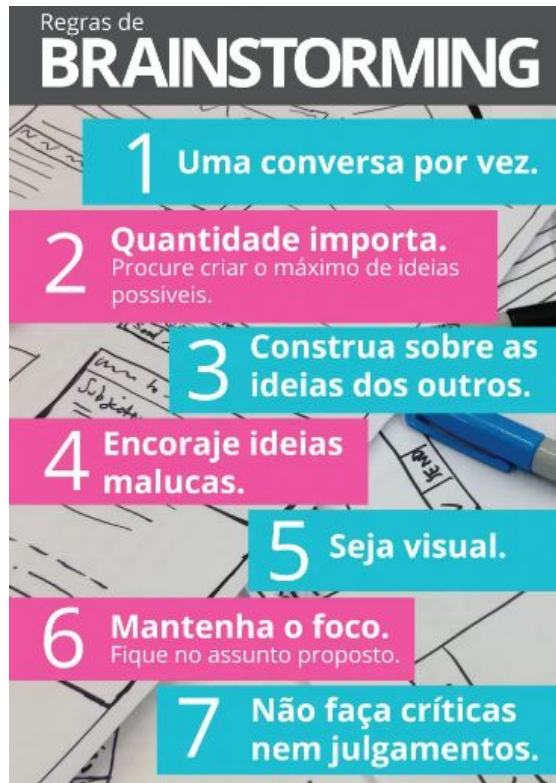 Regras de
BRAINSTORMING
1 Uma conversa por vez.
2 Quantidade importa.
Procure criar o máximo de ideias
possíveis.
3 Construa sobre as
ideias dos outros.
4 Encoraje ideias
malucas.
5 Seja visual.
6 Mantenha o foco.
Fique no assunto proposto.
7 Não faça críticas
nem julgamentos.